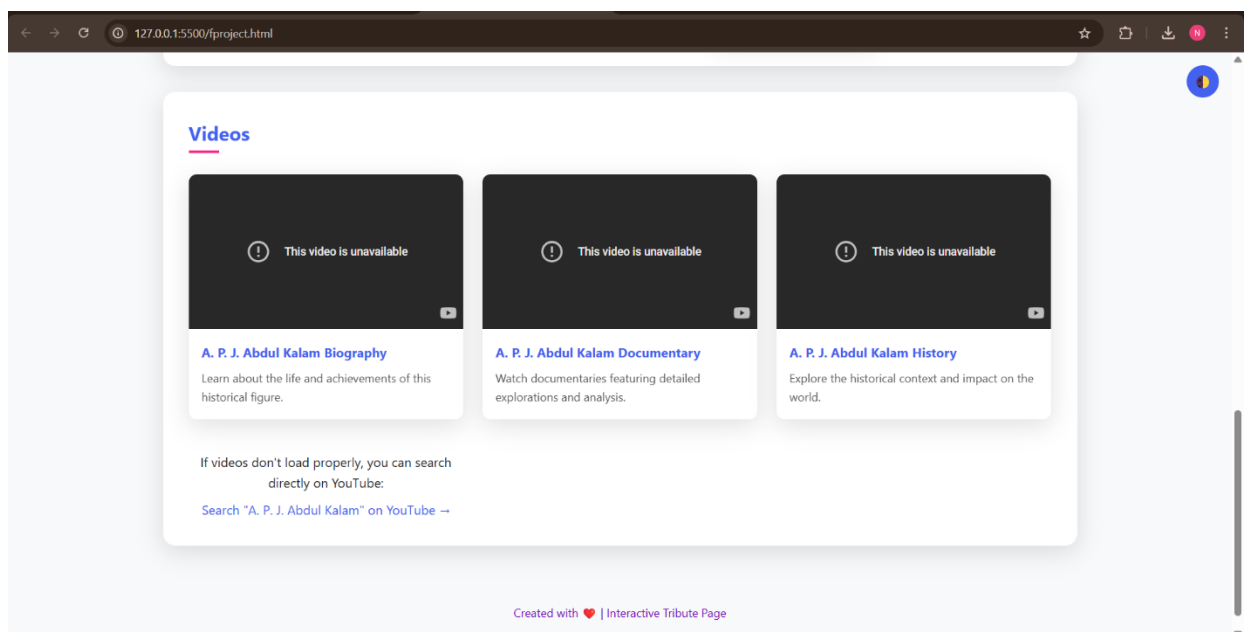 127.0.0.1:5500/fproject.html
N
Videos
This video is unavailable
This video is unavailable
This video is unavailable
A. P. J. Abdul Kalam Biography
Learn about the life and achievements of this
historical figure.
A. P. J. Abdul Kalam Documentary
Watch documentaries featuring detailed
explorations and analysis.
A. P. J. Abdul Kalam History
Explore the historical context and impact on the
world.
If videos don't load properly, you can search
directly on YouTube:
Search "A. P. J. Abdul Kalam" on YouTube →
Created with ❤️ | Interactive Tribute Page